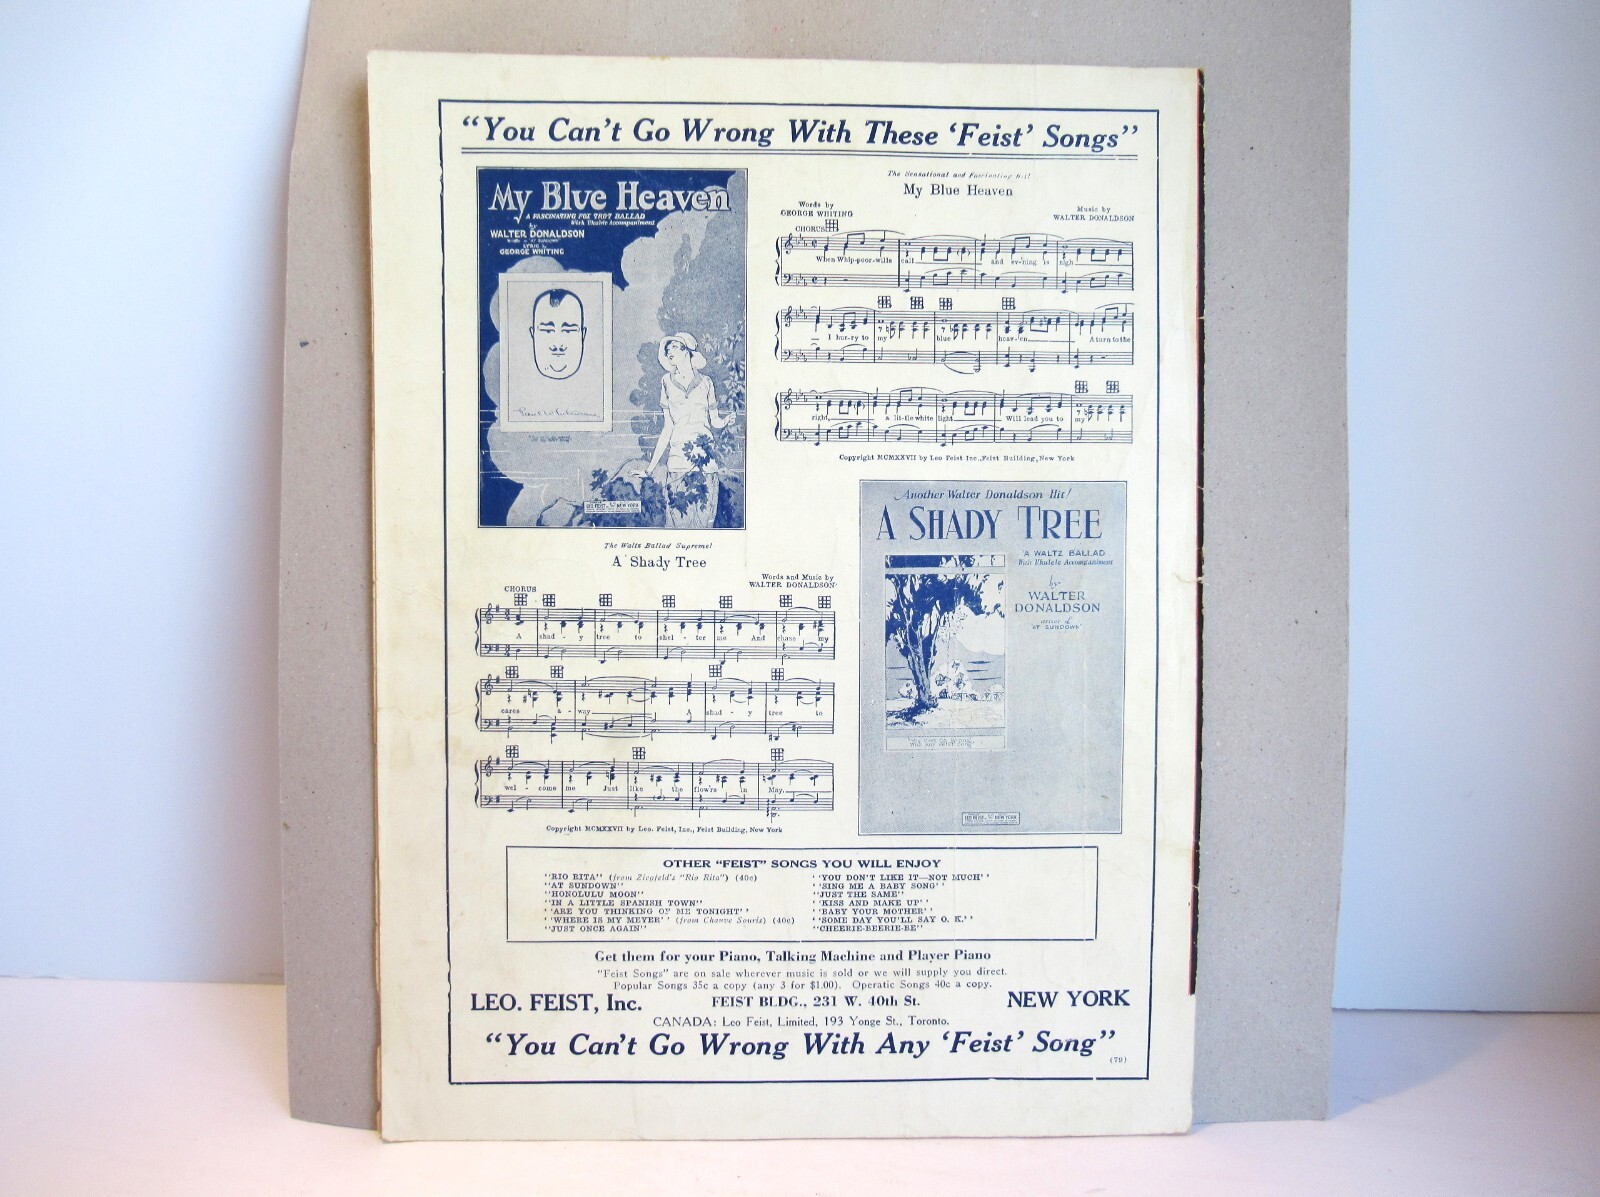 "You Can't Go Wrong With These 'Feist' Songs"
My Blue Heaven
A FASCINATING FOX TROT BALLAD
With Ukulele Accompaniment
by
WALTER DONALDSON
LYRIC by
GEORGE WHITING
LEO FEIST NEW YORK
The Sensational and Fascinating Hit!
My Blue Heaven
Words by
GEORGE WHITING
Music by
WALTER DONALDSON
CHORUS
When Whip-poor-wills call and eve-ning is nigh
I hur-ry to my blue heav-en A turn to the
right, a lit-tle white light Will lead you to my
Copyright MCMXXVII by Leo Feist Inc., Feist Building, New York
The Waltz Ballad Supreme!
A Shady Tree
Words and Music by
WALTER DONALDSON
CHORUS
A shad - y tree to shel - ter me And chase my
cares a - way A shad - y tree to
wel - come me Just like the flow'rs in May.
Copyright MCMXXVII by Leo. Feist, Inc., Feist Building, New York
Another Walter Donaldson Hit!
A SHADY TREE
A WALTZ BALLAD
With Ukulele Accompaniment
by
WALTER
DONALDSON
writer of
"AT SUNDOWN"
LEO FEIST NEW YORK
OTHER "FEIST" SONGS YOU WILL ENJOY
"RIO RITA" (from Ziegfeld's "Rio Rita") (40c)
"AT SUNDOWN"
"HONOLULU MOON"
"IN A LITTLE SPANISH TOWN"
"ARE YOU THINKING OF ME TONIGHT"
"WHERE IS MY MEYER" (from Chauve Souris) (40c)
"JUST ONCE AGAIN"
"YOU DON'T LIKE IT—NOT MUCH"
"SING ME A BABY SONG"
"JUST THE SAME"
"KISS AND MAKE UP"
"BABY YOUR MOTHER"
"SOME DAY YOU'LL SAY O. K."
"CHEERIE-BEERIE-BE"
Get them for your Piano, Talking Machine and Player Piano
"Feist Songs" are on sale wherever music is sold or we will supply you direct.
Popular Songs 35c a copy (any 3 for $1.00). Operatic Songs 40c a copy.
LEO. FEIST, Inc. FEIST BLDG., 231 W. 40th St. NEW YORK
CANADA: Leo Feist, Limited, 193 Yonge St., Toronto.
"You Can't Go Wrong With Any 'Feist' Song"
(79)